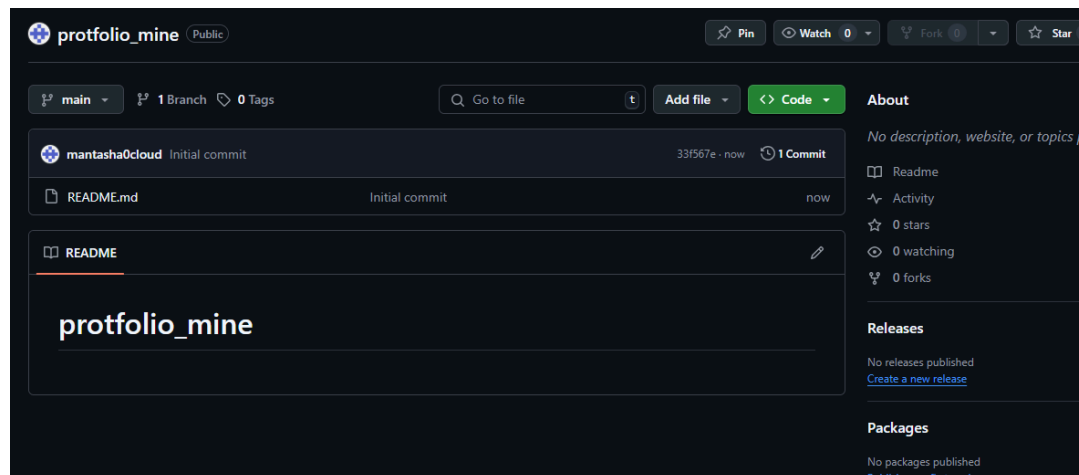 protfolio_mine Public
Pin Watch 0 Fork 0 Star
main 1 Branch 0 Tags Go to file t Add file Code
mantasha0cloud Initial commit 33f567e · now 1 Commit
README.md Initial commit now
README
protfolio_mine
About
No description, website, or topics
Readme
Activity
0 stars
0 watching
0 forks
Releases
No releases published
Create a new release
Packages
No packages published